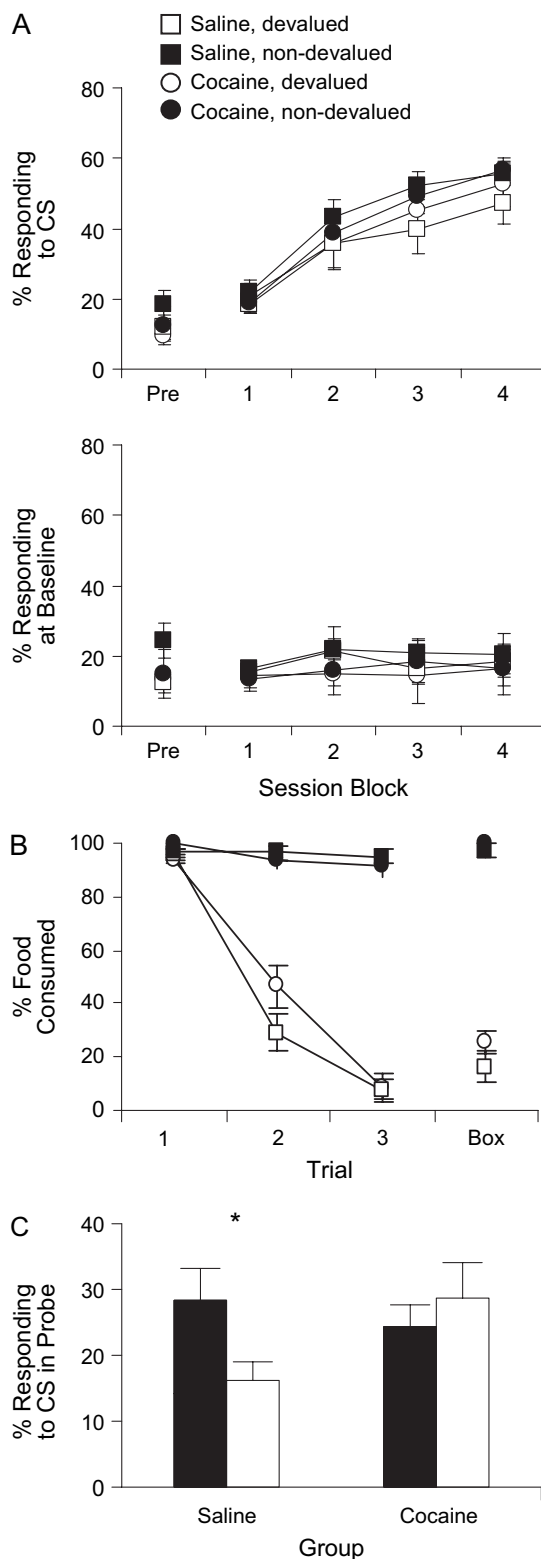 A
Saline, devalued
Saline, non-devalued
Cocaine, devalued
Cocaine, non-devalued
% Responding
to CS
80
60
40
20
0
Pre 1 2 3 4
% Responding
at Baseline
80
60
40
20
0
Pre 1 2 3 4
Session Block
B
% Food
Consumed
100
80
60
40
20
0
1 2 3 Box
Trial
C
% Responding
to CS in Probe
40
30
20
10
0
*
Saline Cocaine
Group